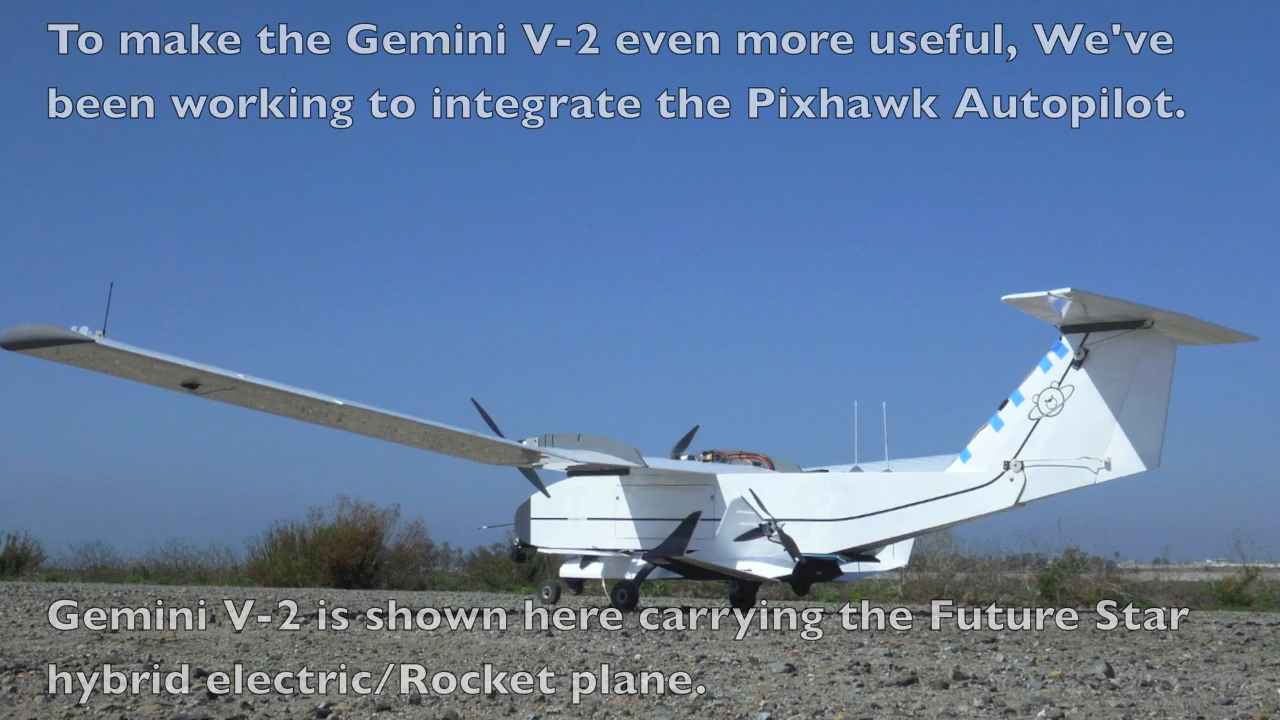 To make the Gemini V-2 even more useful, We've
been working to integrate the Pixhawk Autopilot.
Gemini V-2 is shown here carrying the Future Star
hybrid electric/Rocket plane.